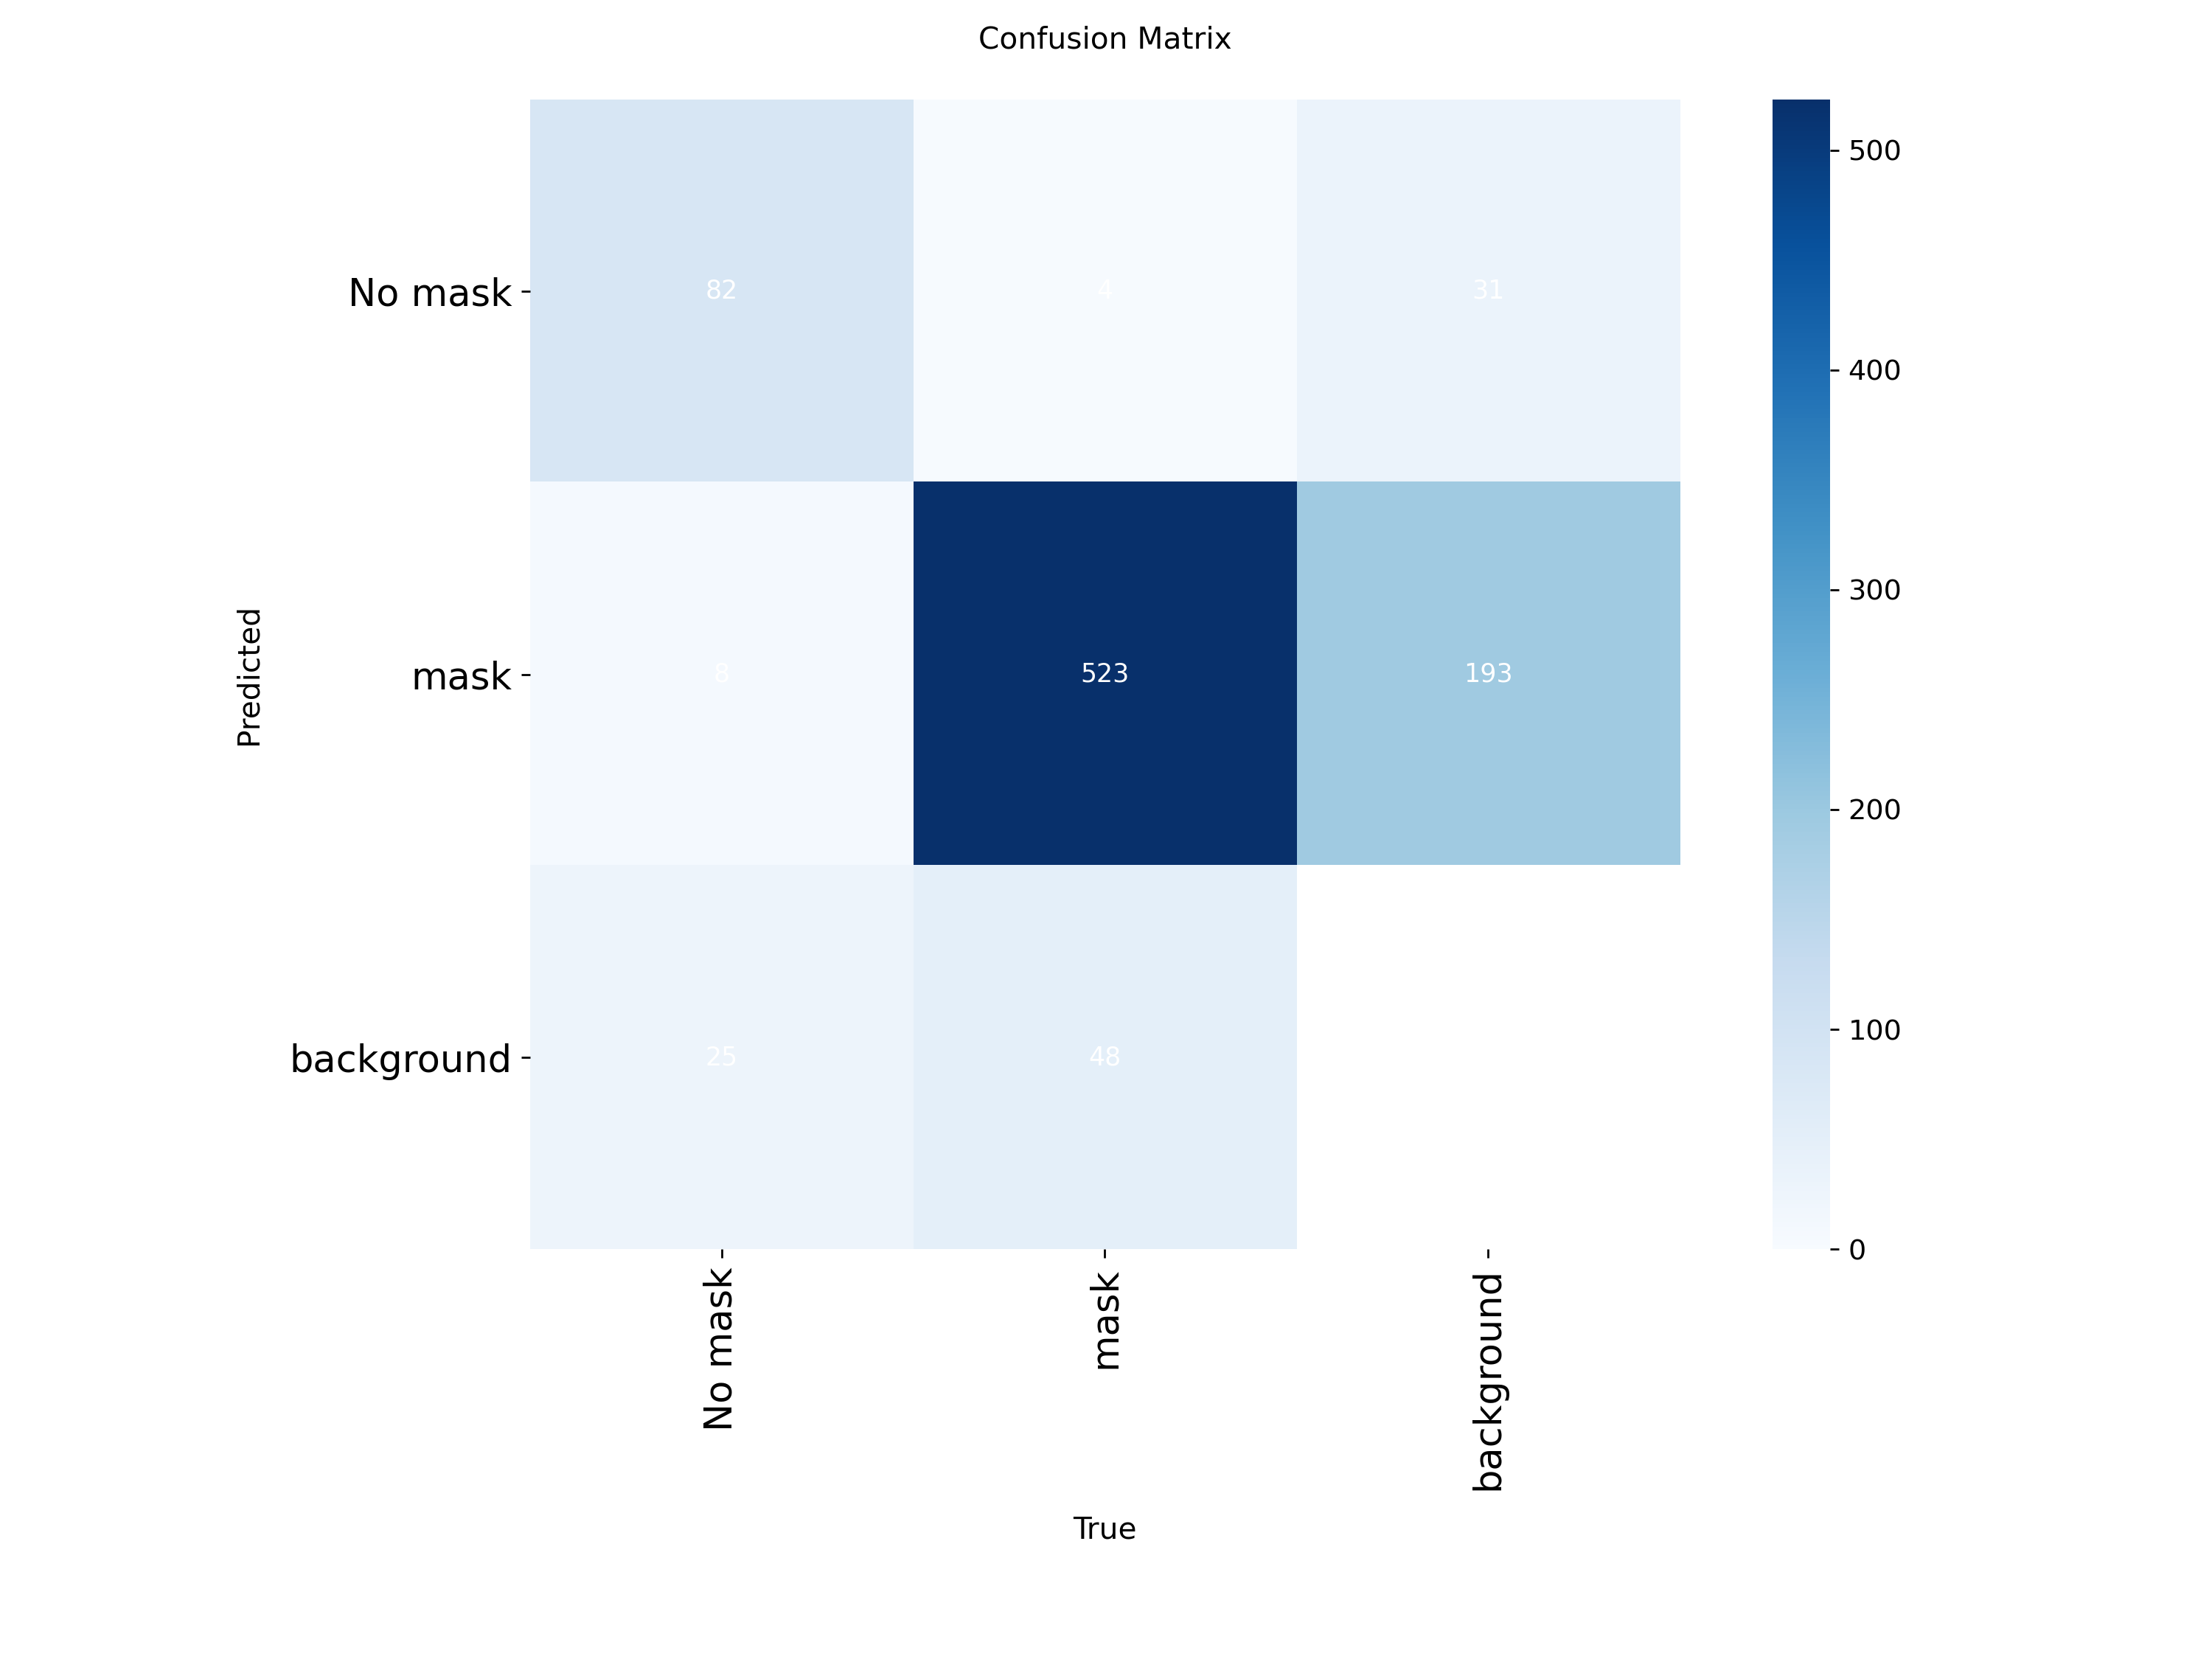 Confusion Matrix
No mask
82
4
31
500
400
300
200
100
0
Predicted
mask
8
523
193
background
25
48
No mask
mask
background
True